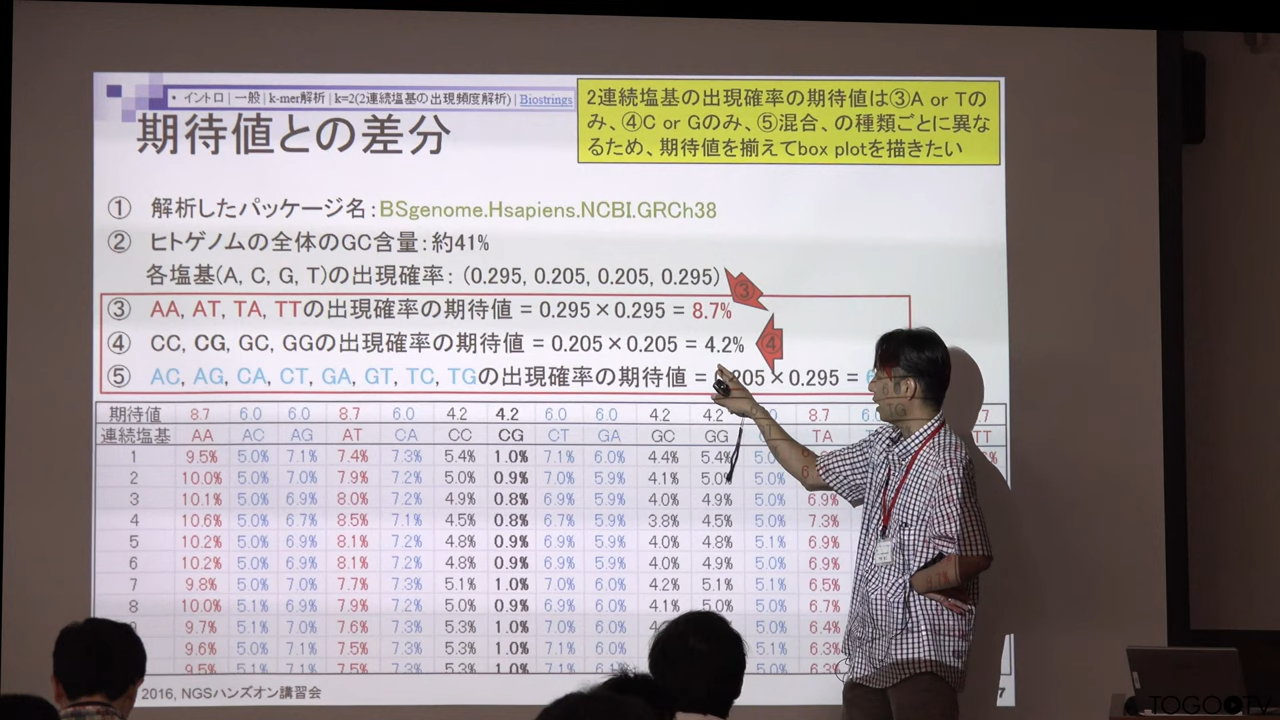 • イントロ | 一般 | k-mer解析 | k=2(2連続塩基の出現頻度解析) | Biostrings
期待値との差分
2連続塩基の出現確率の期待値は③A or Tの
み、④C or Gのみ、⑤混合、の種類ごとに異な
るため、期待値を揃えてbox plotを描きたい
① 解析したパッケージ名：BSgenome.Hsapiens.NCBI.GRCh38
② ヒトゲノムの全体のGC含量：約41%
各塩基(A, C, G, T)の出現確率： (0.295, 0.205, 0.205, 0.295)
③
③ AA, AT, TA, TTの出現確率の期待値 = 0.295×0.295 = 8.7%
④ CC, CG, GC, GGの出現確率の期待値 = 0.205×0.205 = 4.2%
④
⑤ AC, AG, CA, CT, GA, GT, TC, TGの出現確率の期待値 = 0.205×0.295 =
期待値 8.7 6.0 6.0 8.7 6.0 4.2 4.2 6.0 6.0 4.2 4.2 8.7
連続塩基 AA AC AG AT CA CC CG CT GA GC GG TA TT
1 9.5% 5.0% 7.1% 7.4% 7.3% 5.4% 1.0% 7.1% 6.0% 4.4% 5.4% 5.0
2 10.0% 5.0% 7.0% 7.9% 7.2% 5.0% 0.9% 7.0% 5.9% 4.1% 5.0% 5.0%
3 10.1% 5.0% 6.9% 8.0% 7.2% 4.9% 0.8% 6.9% 5.9% 4.0% 4.9% 5.0% 6.9%
4 10.6% 5.0% 6.7% 8.5% 7.1% 4.5% 0.8% 6.7% 5.9% 3.8% 4.5% 5.0% 7.3%
5 10.2% 5.0% 6.9% 8.1% 7.2% 4.8% 0.9% 6.9% 5.9% 4.0% 4.8% 5.1% 6.9%
6 10.2% 5.0% 6.9% 8.1% 7.2% 4.8% 0.9% 6.9% 5.9% 4.0% 4.9% 5.0% 6.9%
7 9.8% 5.0% 7.0% 7.7% 7.3% 5.1% 1.0% 7.0% 6.0% 4.2% 5.1% 5.0% 6.5%
8 10.0% 5.1% 6.9% 7.9% 7.2% 5.0% 0.9% 6.9% 6.0% 4.1% 5.0% 5.0% 6.7%
9.7% 5.1% 7.0% 7.6% 7.3% 5.3% 1.0% 7.0% 6.0% 5.3% 5.0% 6.4%
9.6% 5.0% 7.1% 7.5% 7.3% 5.3% 1.0% 7.1% 6.0% 5.1% 6.3%
9.5% 5.1% 7.1% 7.5% 7.3% 5.3% 1.0% 7.1% 5.0% 6.3%
2016, NGSハンズオン講習会
TOGO TV